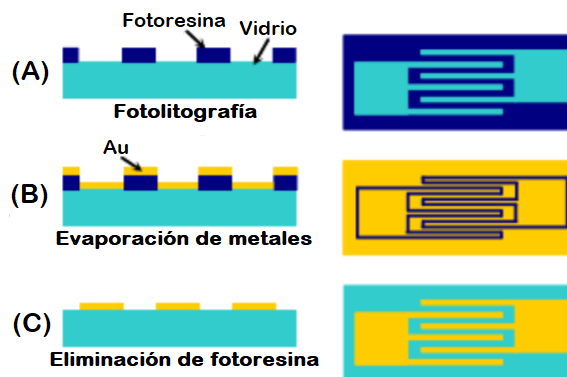 Fotoresina
Vidrio
(A)
Fotolitografía
Au
(B)
Evaporación de metales
(C)
Eliminación de fotoresina